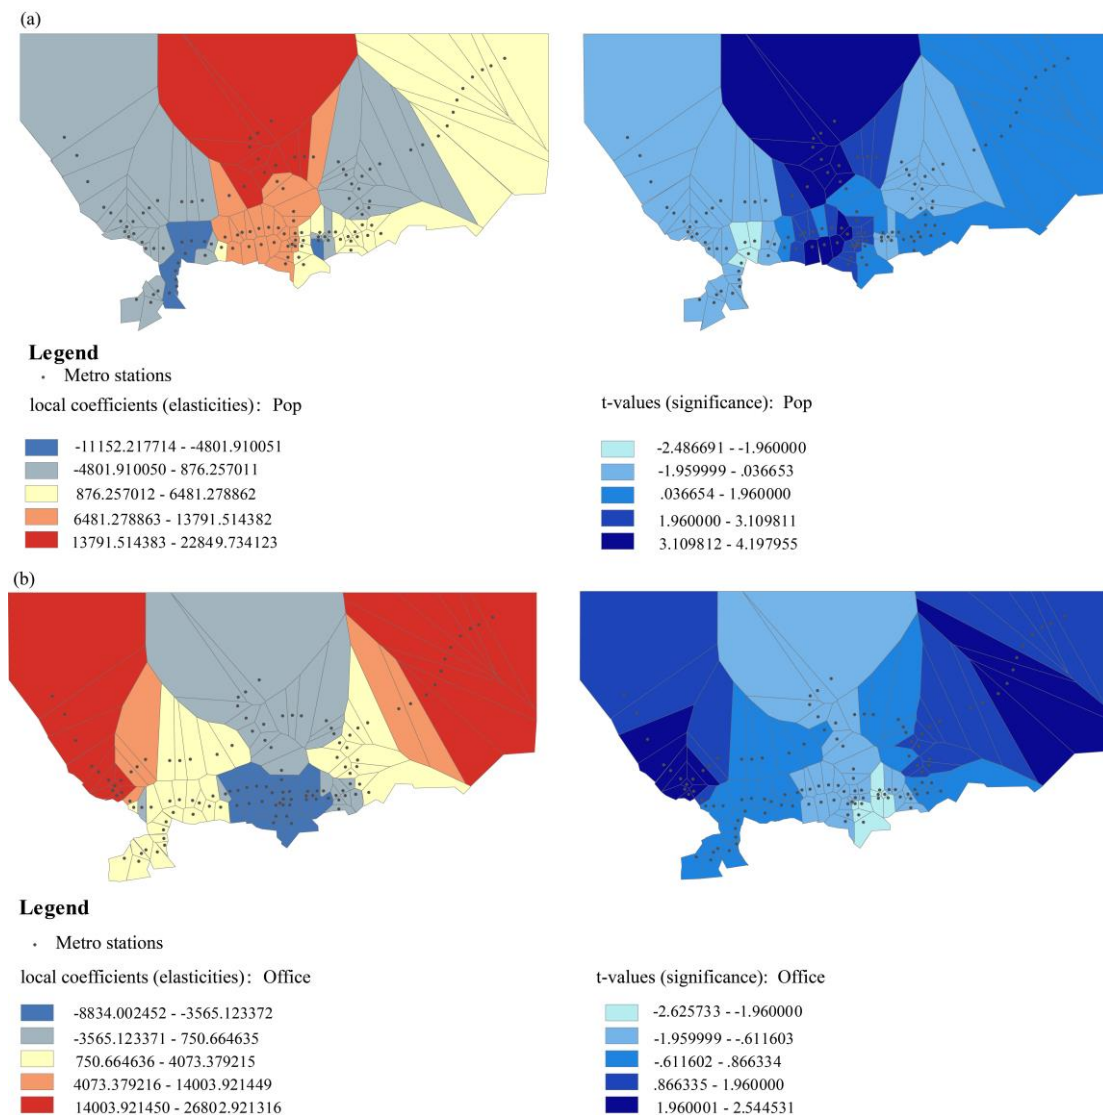 (a)
Legend
Metro stations
local coefficients (elasticities): Pop
-11152.217714 - -4801.910051
-4801.910050 - 876.257011
876.257012 - 6481.278862
6481.278863 - 13791.514382
13791.514383 - 22849.734123
t-values (significance): Pop
-2.486691 - -1.960000
-1.959999 - .036653
.036654 - 1.960000
1.960000 - 3.109811
3.109812 - 4.197955
(b)
Legend
Metro stations
local coefficients (elasticities): Office
-8834.002452 - -3565.123372
-3565.123371 - 750.664635
750.664636 - 4073.379215
4073.379216 - 14003.921449
14003.921450 - 26802.921316
t-values (significance): Office
-2.625733 - -1.960000
-1.959999 - -.611603
-.611602 - .866334
.866335 - 1.960000
1.960001 - 2.544531